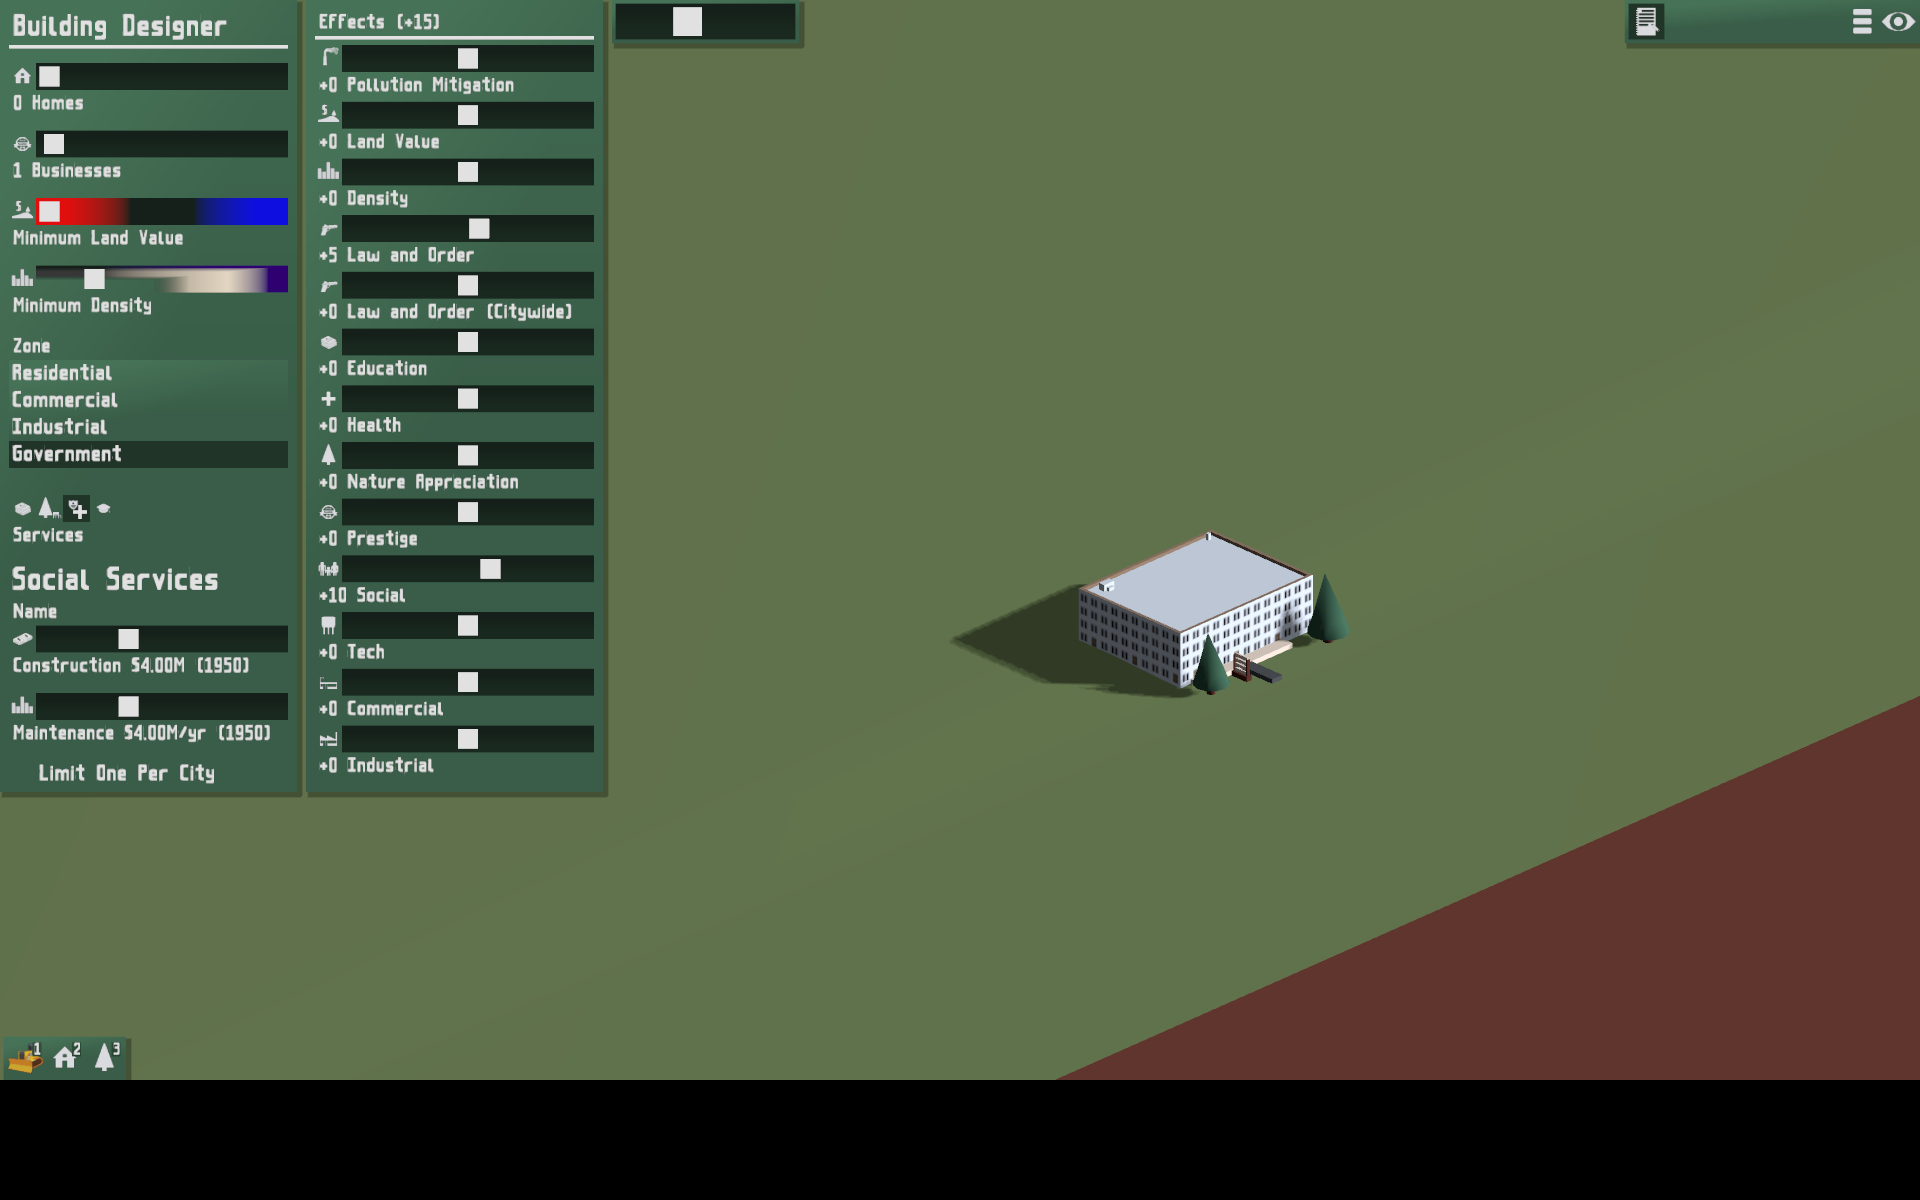 Building Designer
0 Homes
1 Businesses
Minimum Land Value
Minimum Density
Zone
Residential
Commercial
Industrial
Government
Services
Social Services
Name
Construction $4.00M (1950)
Maintenance $4.00M/yr (1950)
Limit One Per City
Effects (+15)
+0 Pollution Mitigation
+0 Land Value
+0 Density
+5 Law and Order
+0 Law and Order (Citywide)
+0 Education
+0 Health
+0 Nature Appreciation
+0 Prestige
+10 Social
+0 Tech
+0 Commercial
+0 Industrial
1 2 3